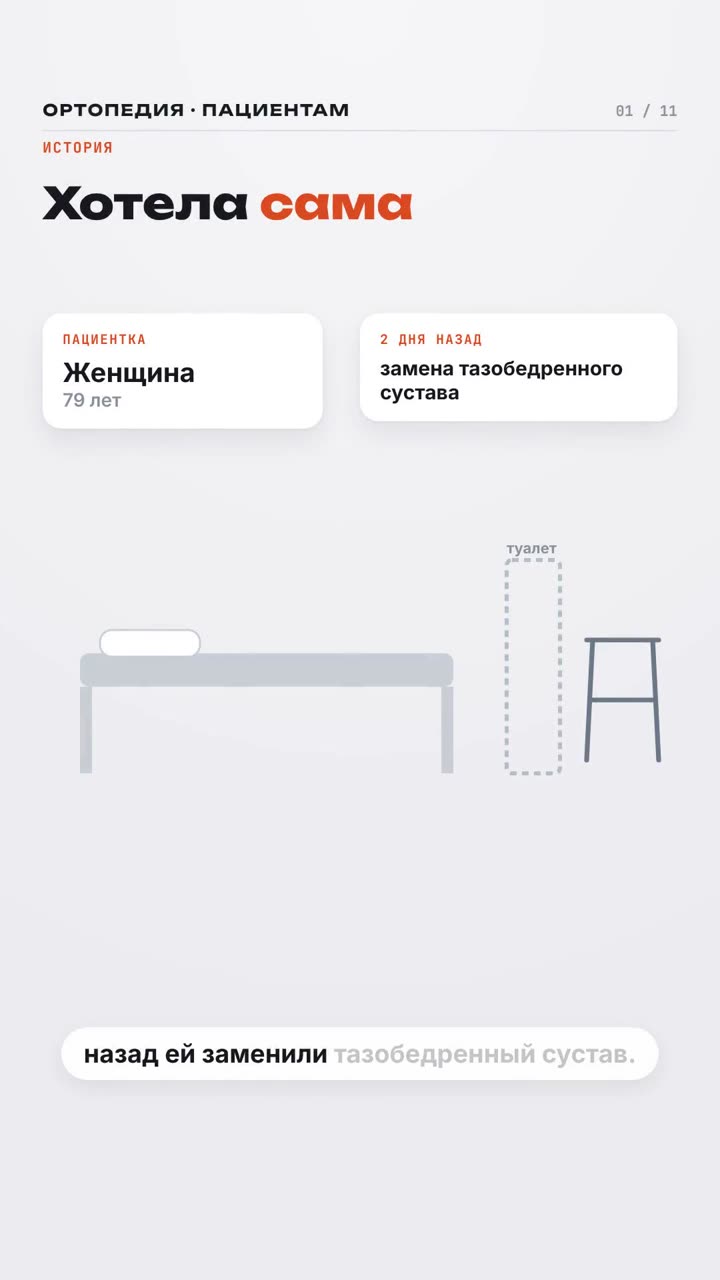 ОРТОПЕДИЯ · ПАЦИЕНТАМ
01 / 11
ИСТОРИЯ
Хотела сама
ПАЦИЕНТКА
Женщина
79 лет
2 ДНЯ НАЗАД
замена тазобедренного
сустава
туалет
назад ей заменили тазобедренный сустав.